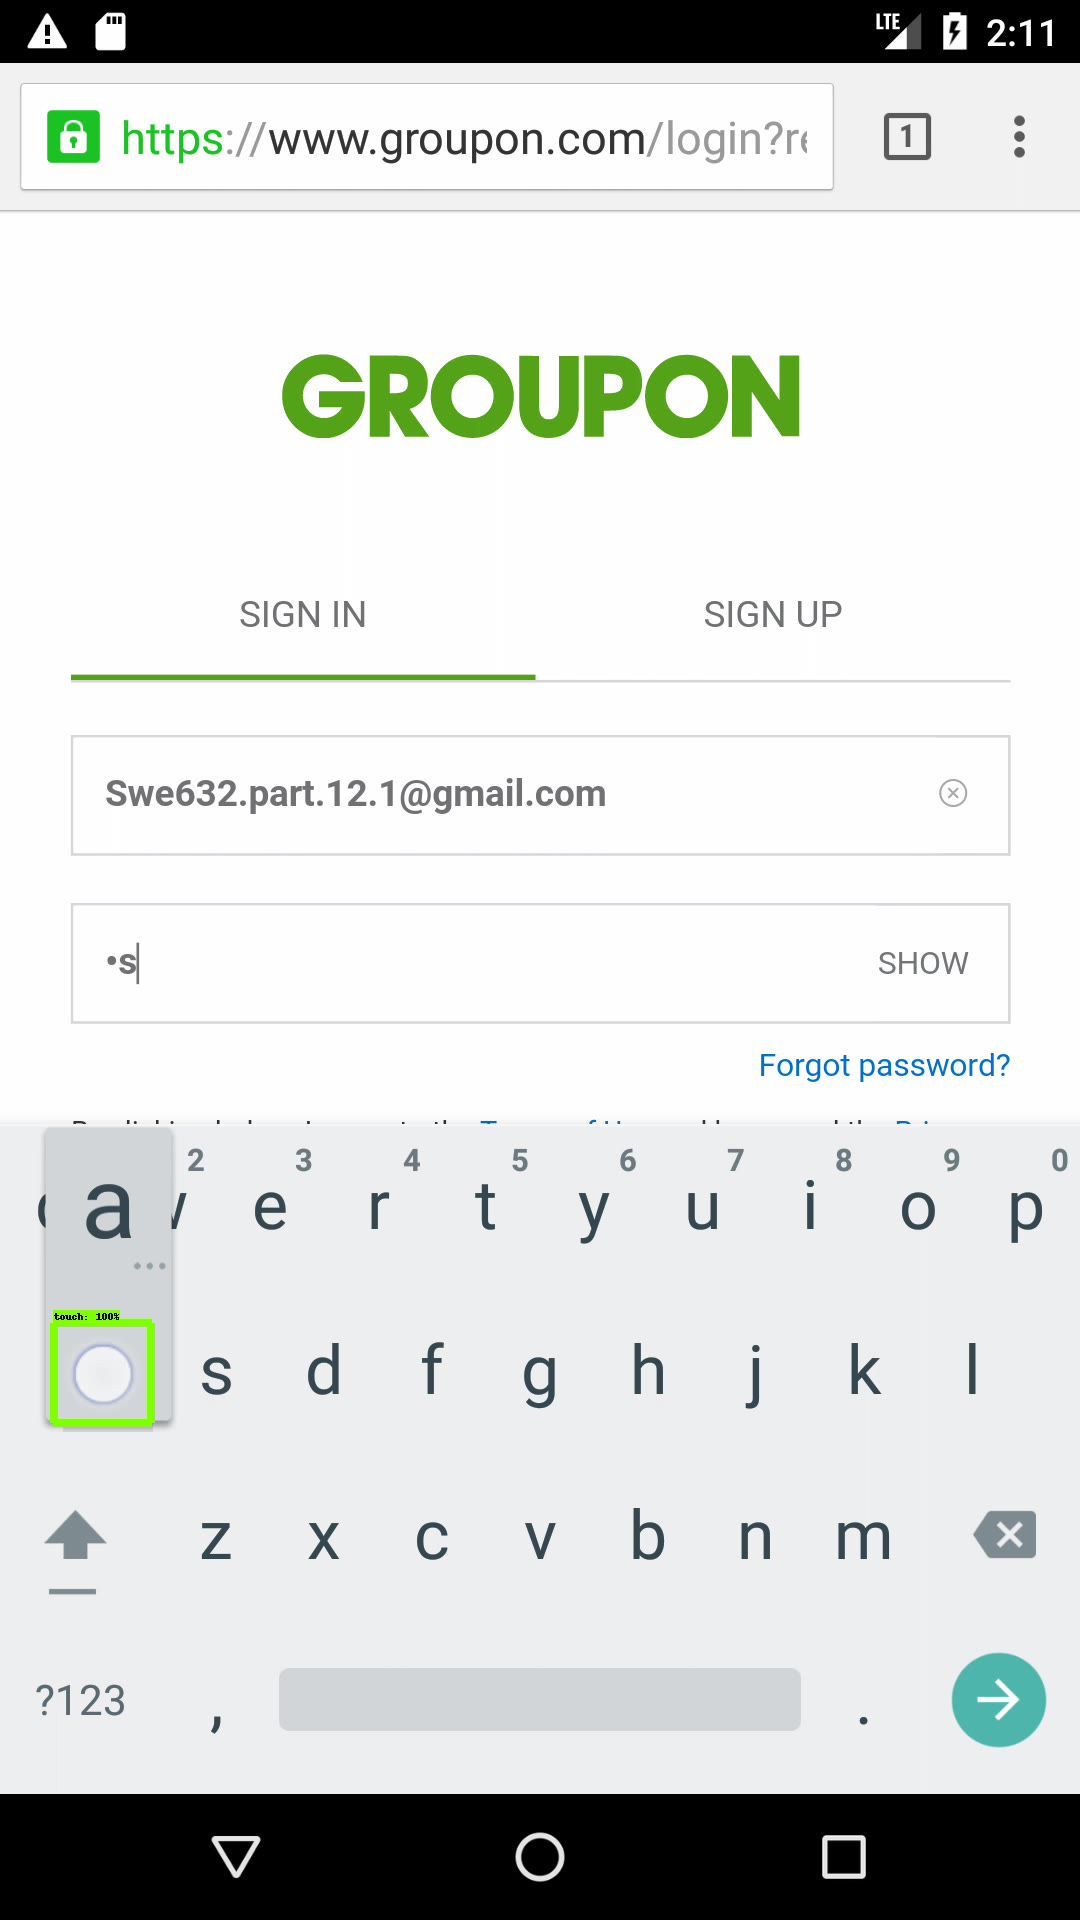 LTE 2:11
https://www.groupon.com/login?re
1
GROUPON
SIGN IN SIGN UP
Swe632.part.12.1@gmail.com
•s SHOW
Forgot password?
2 3 4 5 6 7 8 9 0
a e r t y u i o p
touch: 100%
s d f g h j k l
z x c v b n m
?123 , .